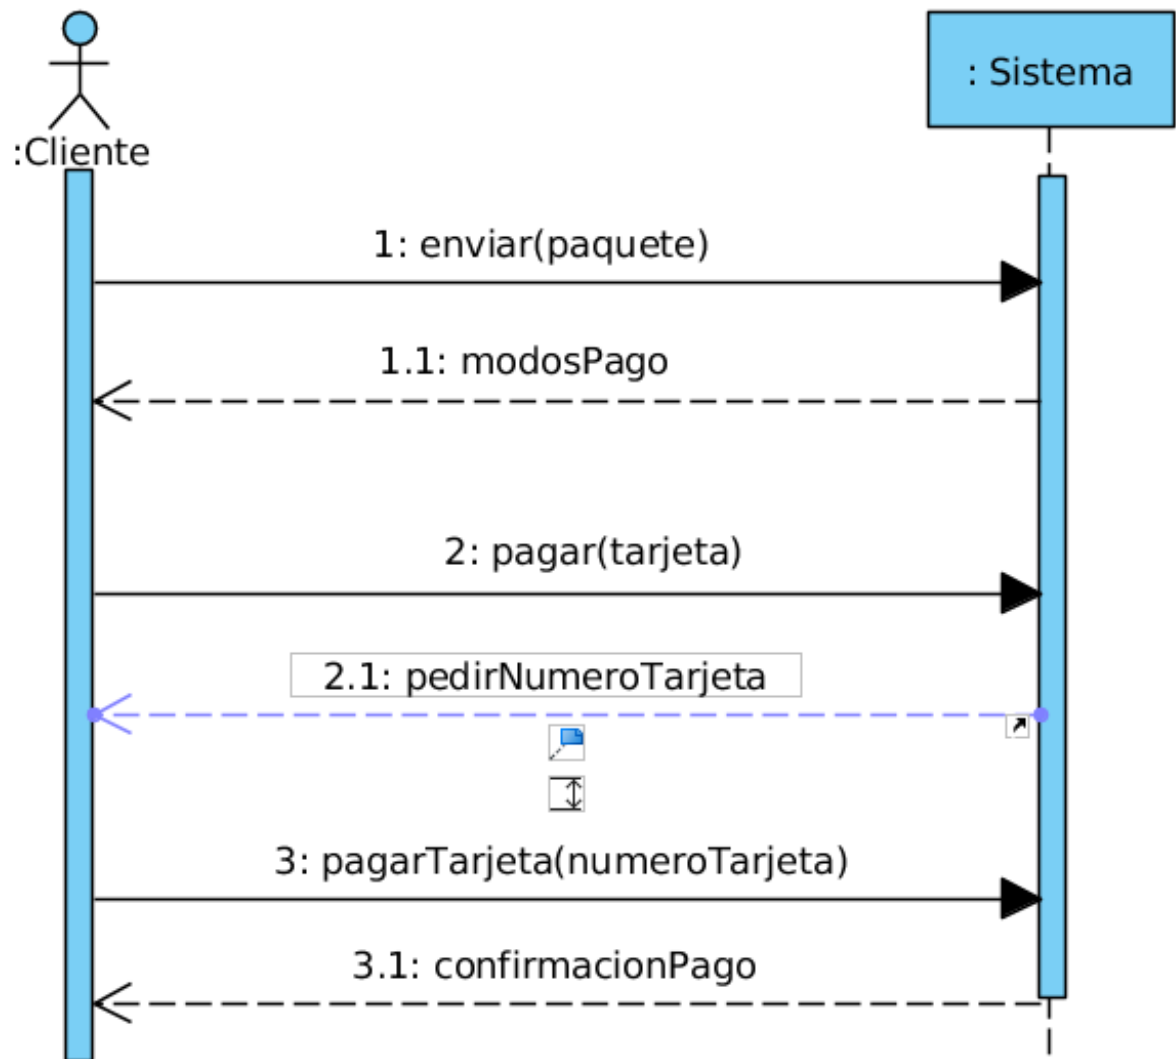 :Cliente
: Sistema
1: enviar(paquete)
1.1: modosPago
2: pagar(tarjeta)
2.1: pedirNumeroTarjeta
3: pagarTarjeta(numeroTarjeta)
3.1: confirmacionPago